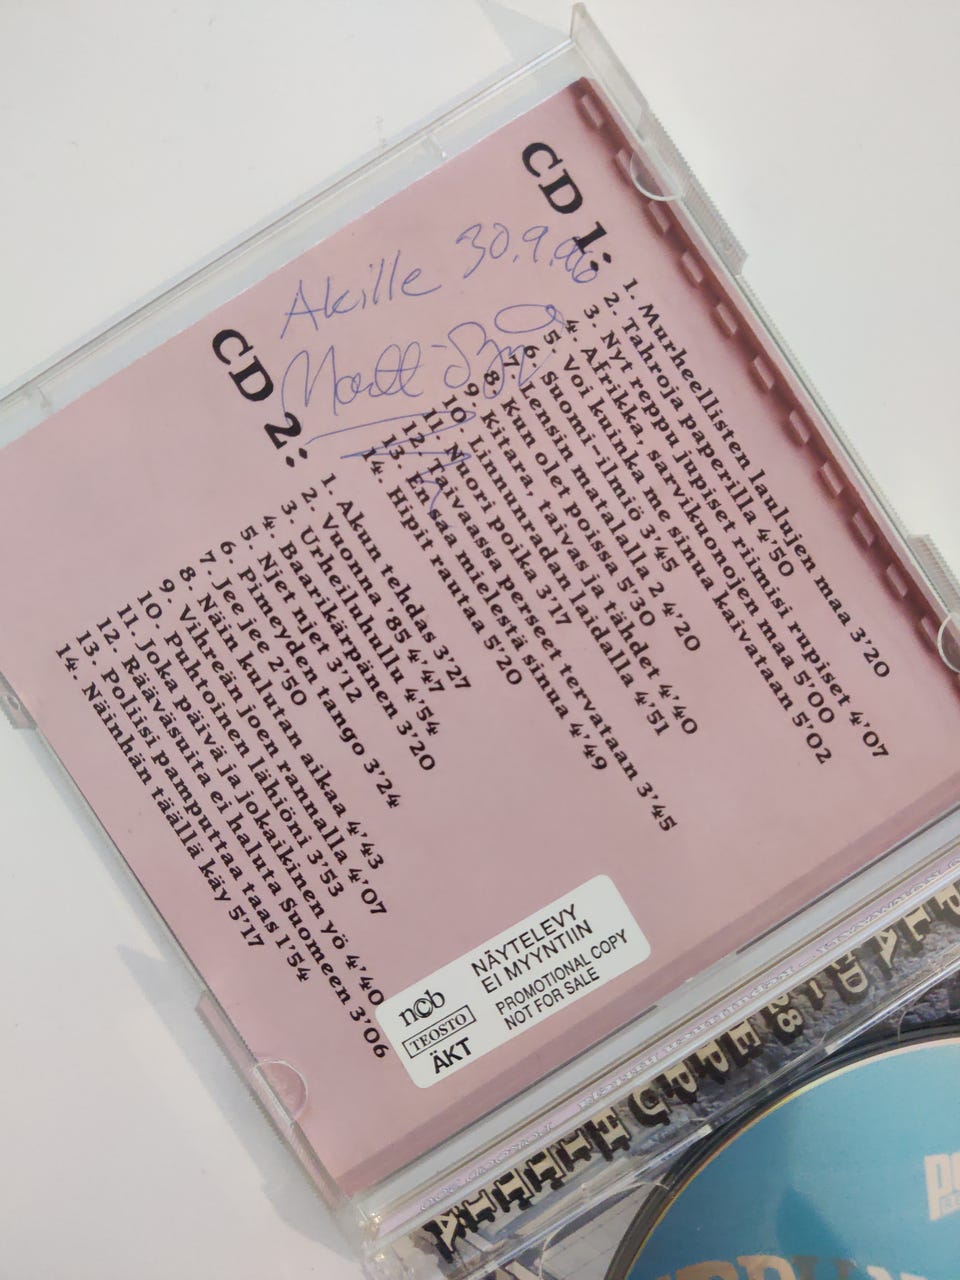 CD 1:
1. Murheellisten laulujen maa 3'20
2. Tahroja paperilla 4'50
3. Nyt reppu jupiset riimisi rupiset 4'07
4. Afrikka, sarvikuonojen maa 5'00
5. Voi kuinka me sinua kaivataan 5'02
6. Suomi-ilmiö 3'45
7. Lensin matalalla 2 4'20
8. Kun olet poissa 5'30
9. Kitara, taivas ja tähdet 4'40
10. Linnunradan laidalla 4'51
11. Nuori poika 3'17
12. Taivaassa perseet tervataan 3'45
13. En saa mielestä sinua 4'49
14. Hipit rautaa 5'20
Akille 30.9.
CD 2:
1. Akun tehdas 3'27
2. Vuonna '85 4'47
3. Urheiluhullu 4'54
4. Baarikärpänen 3'20
5. Njet njet 3'12
6. Pimeyden tango 3'24
7. Jee jee 2'50
8. Näin kulutan aikaa 4'43
9. Vihreän joen rannalla 4'07
10. Puhtoinen lähiöni 3'53
11. Joka päivä ja jokaikinen yö 4'40
12. Rääväsuita ei haluta Suomeen 3'06
13. Poliisi pamputtaa taas 1'54
14. Näinhän täällä käy 5'17
ncb
TEOSTO
ÄKT
NÄYTELEVY
EI MYYNTIIN
PROMOTIONAL COPY
NOT FOR SALE